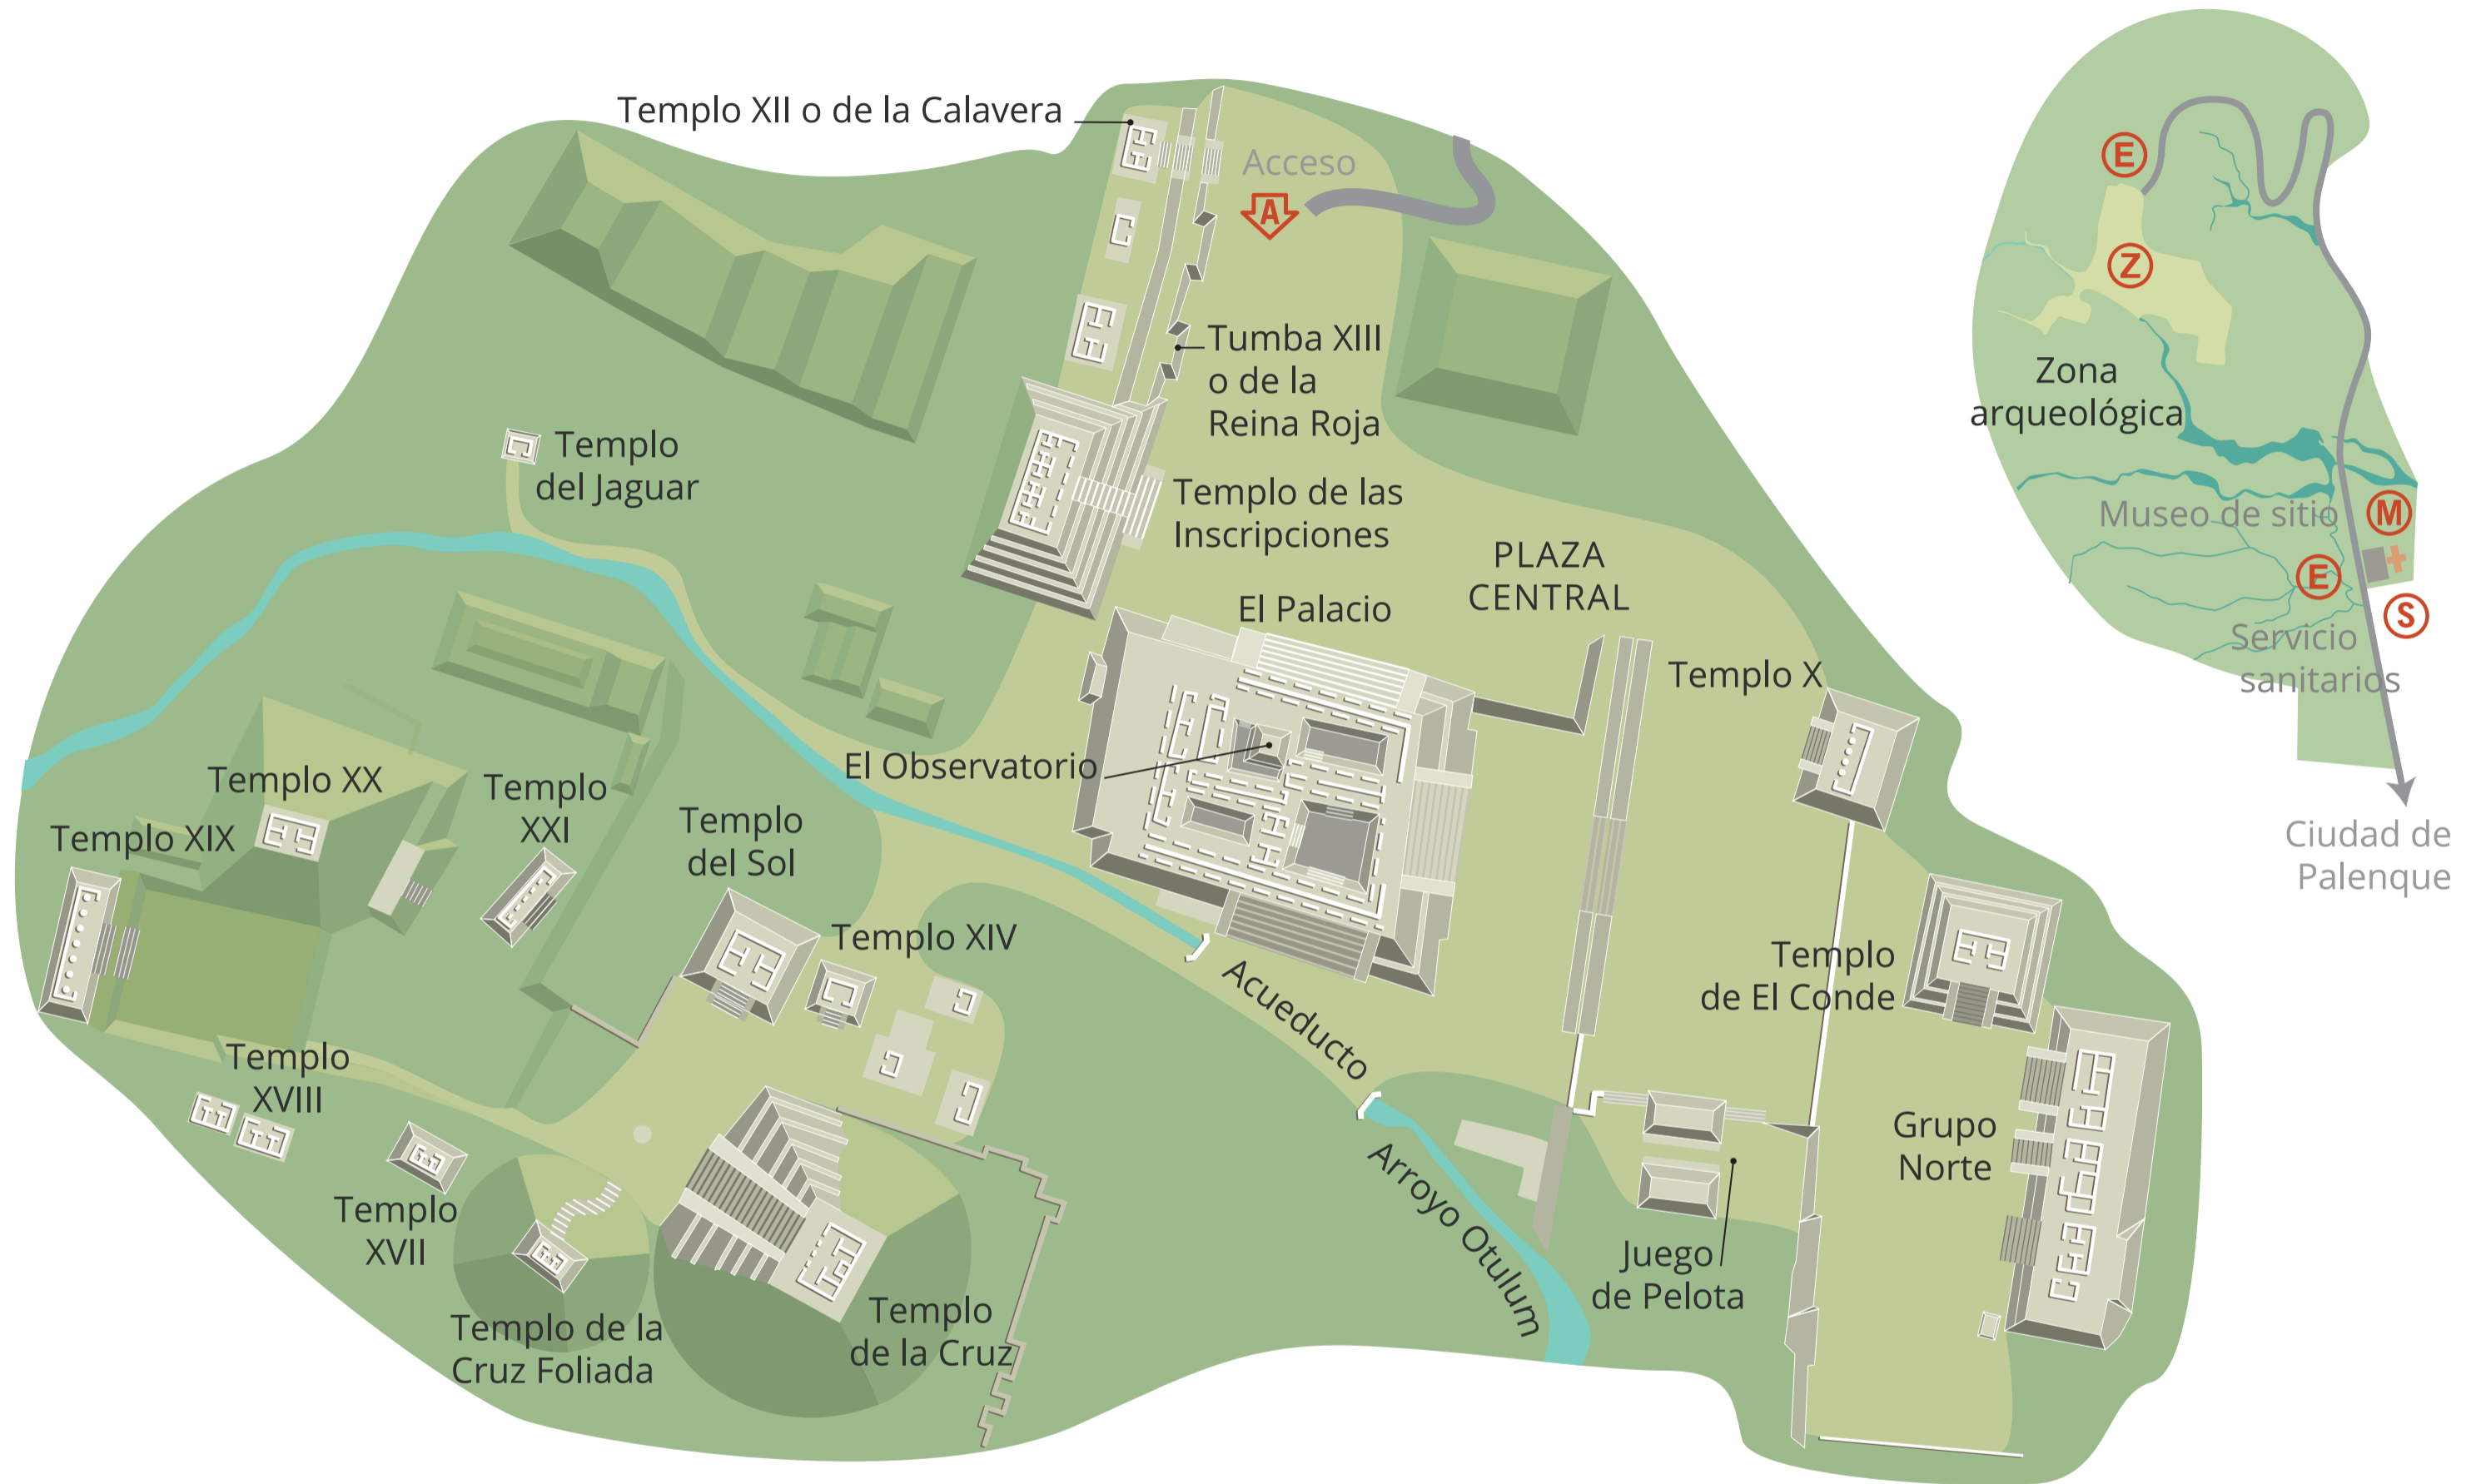 Templo XII o de la Calavera
Acceso
A
Tumba XIII
o de la
Reina Roja
Templo
del Jaguar
Templo de las
Inscripciones
PLAZA
CENTRAL
El Palacio
Templo X
El Observatorio
Templo XX
Templo
XXI
Templo XIX
Templo
del Sol
Templo XIV
Acueducto
Templo
de El Conde
Templo
XVIII
Grupo
Norte
Templo
XVII
Arroyo Otulum
Juego
de Pelota
Templo de la
Cruz Foliada
Templo
de la Cruz
E
Z
Zona
arqueológica
Museo de sitio
M
E
S
Servicio
sanitarios
Ciudad de
Palenque